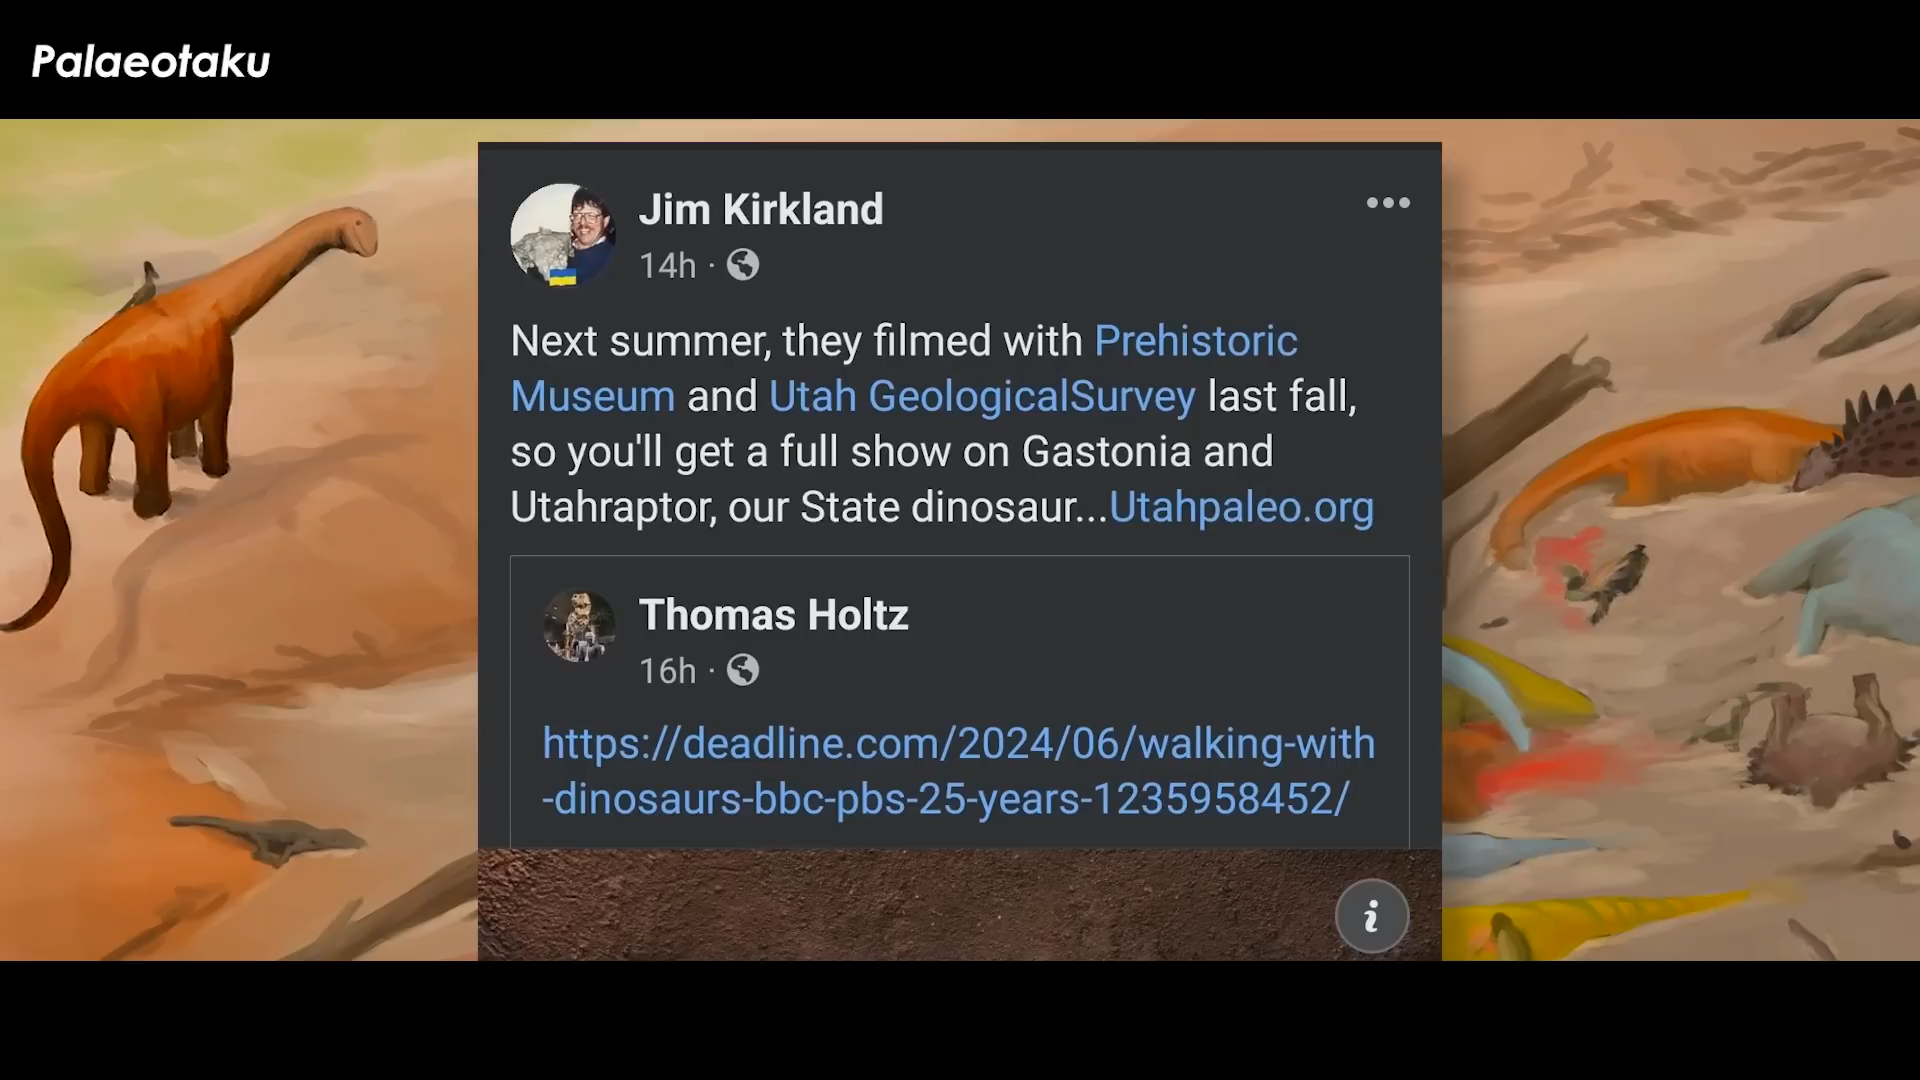 Palaeotaku
Jim Kirkland
14h ·
Next summer, they filmed with Prehistoric
Museum and Utah GeologicalSurvey last fall,
so you'll get a full show on Gastonia and
Utahraptor, our State dinosaur...Utahpaleo.org
Thomas Holtz
16h ·
https://deadline.com/2024/06/walking-with
-dinosaurs-bbc-pbs-25-years-1235958452/
i